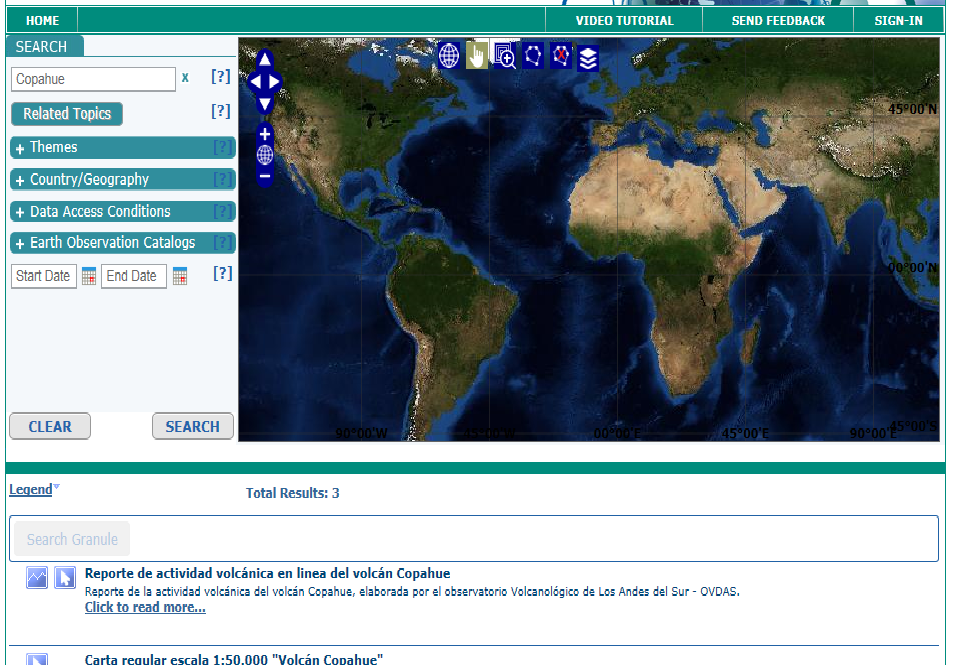 HOME VIDEO TUTORIAL SEND FEEDBACK SIGN-IN
SEARCH
Copahue x [?]
Related Topics [?]
+ Themes [?]
+ Country/Geography [?]
+ Data Access Conditions [?]
+ Earth Observation Catalogs [?]
Start Date End Date [?]
CLEAR SEARCH
45°00'N
00°00'N
45°00'S
90°00'W 45°00'W 00°00'E 45°00'E 90°00'E
Legend Total Results: 3
Search Granule
Reporte de actividad volcánica en linea del volcán Copahue
Reporte de la actividad volcánica del volcán Copahue, elaborada por el observatorio Volcanológico de Los Andes del Sur - OVDAS.
Click to read more...
Carta regular escala 1:50.000 "Volcán Copahue"